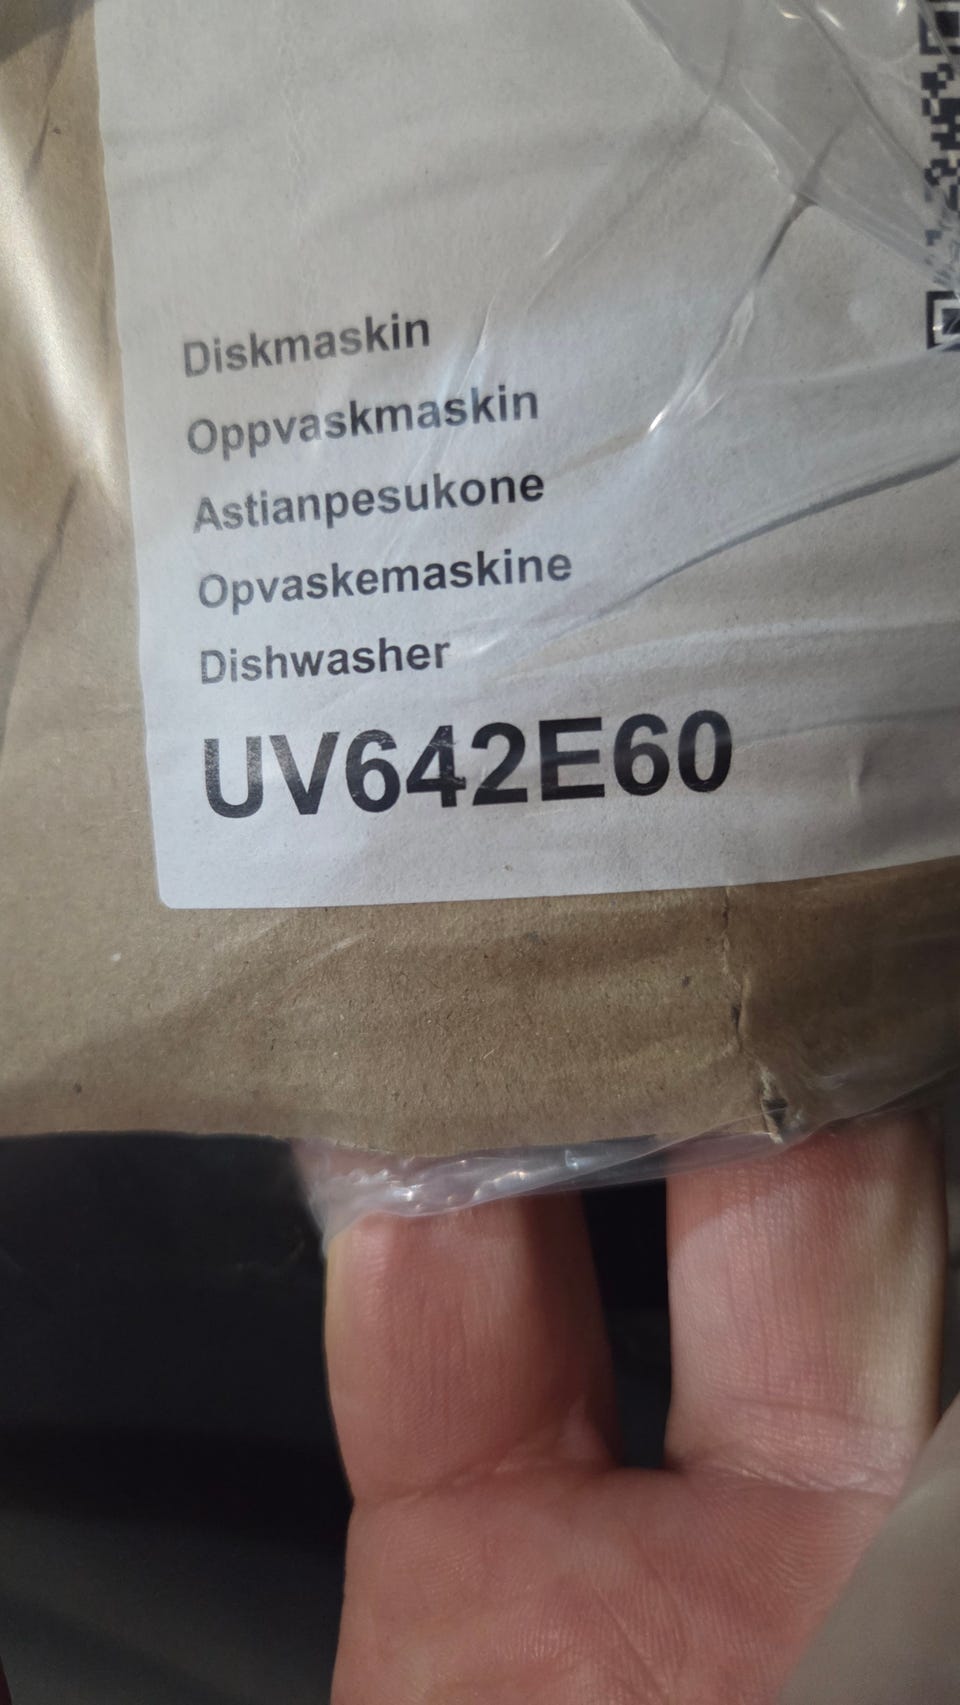 Diskmaskin
Oppvaskmaskin
Astianpesukone
Opvaskemaskine
Dishwasher
UV642E60